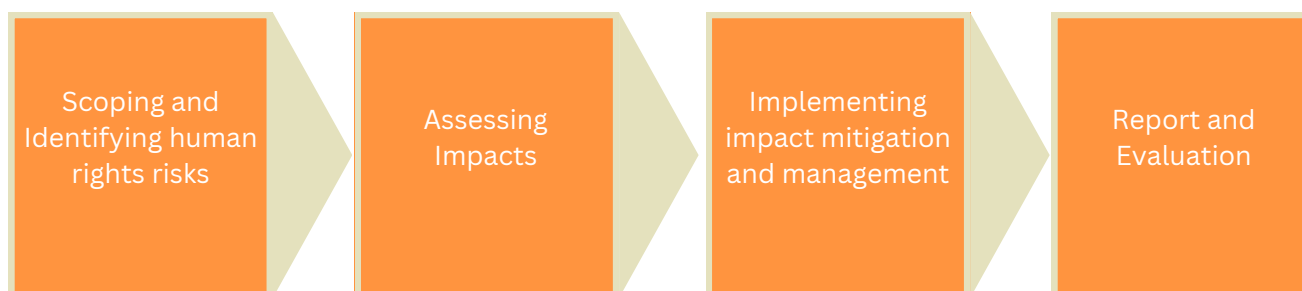 Scoping and
Identifying human
rights risks
Assessing
Impacts
Implementing
impact mitigation
and management
Report and
Evaluation